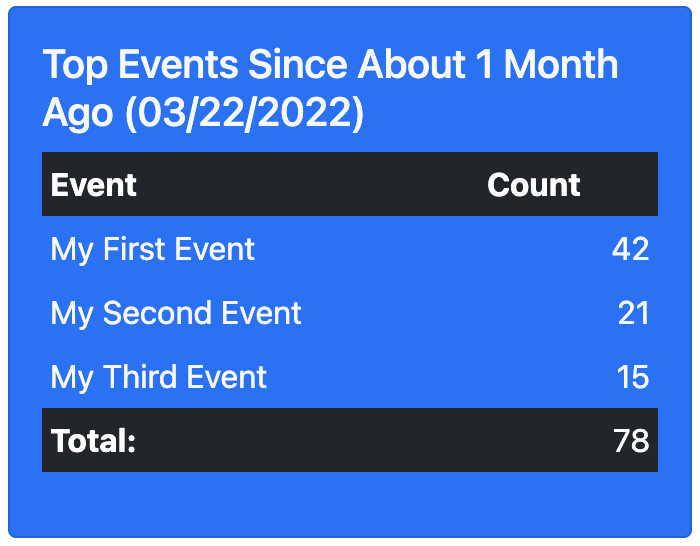 Top Events Since About 1 Month
Ago (03/22/2022)
Event Count
My First Event 42
My Second Event 21
My Third Event 15
Total: 78